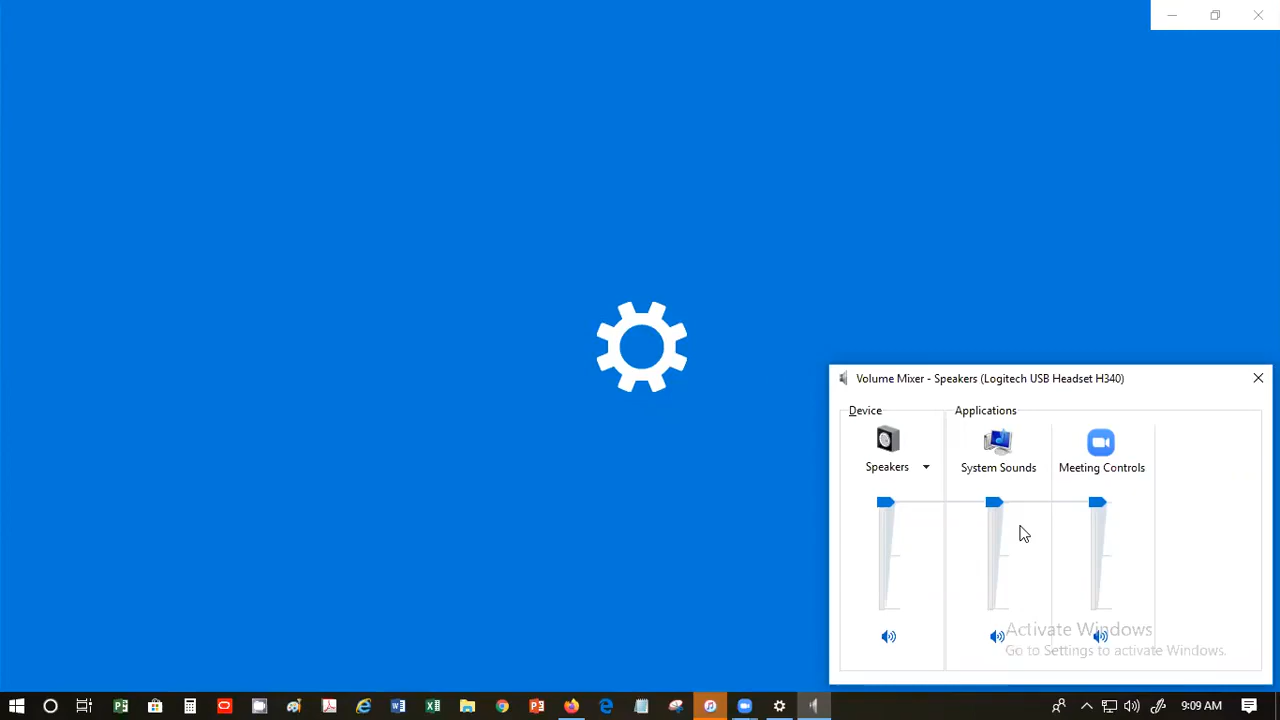 Volume Mixer - Speakers (Logitech USB Headset H340)
Device
Applications
Speakers
System Sounds
Meeting Controls
Activate Windows
Go to Settings to activate Windows.
9:09 AM